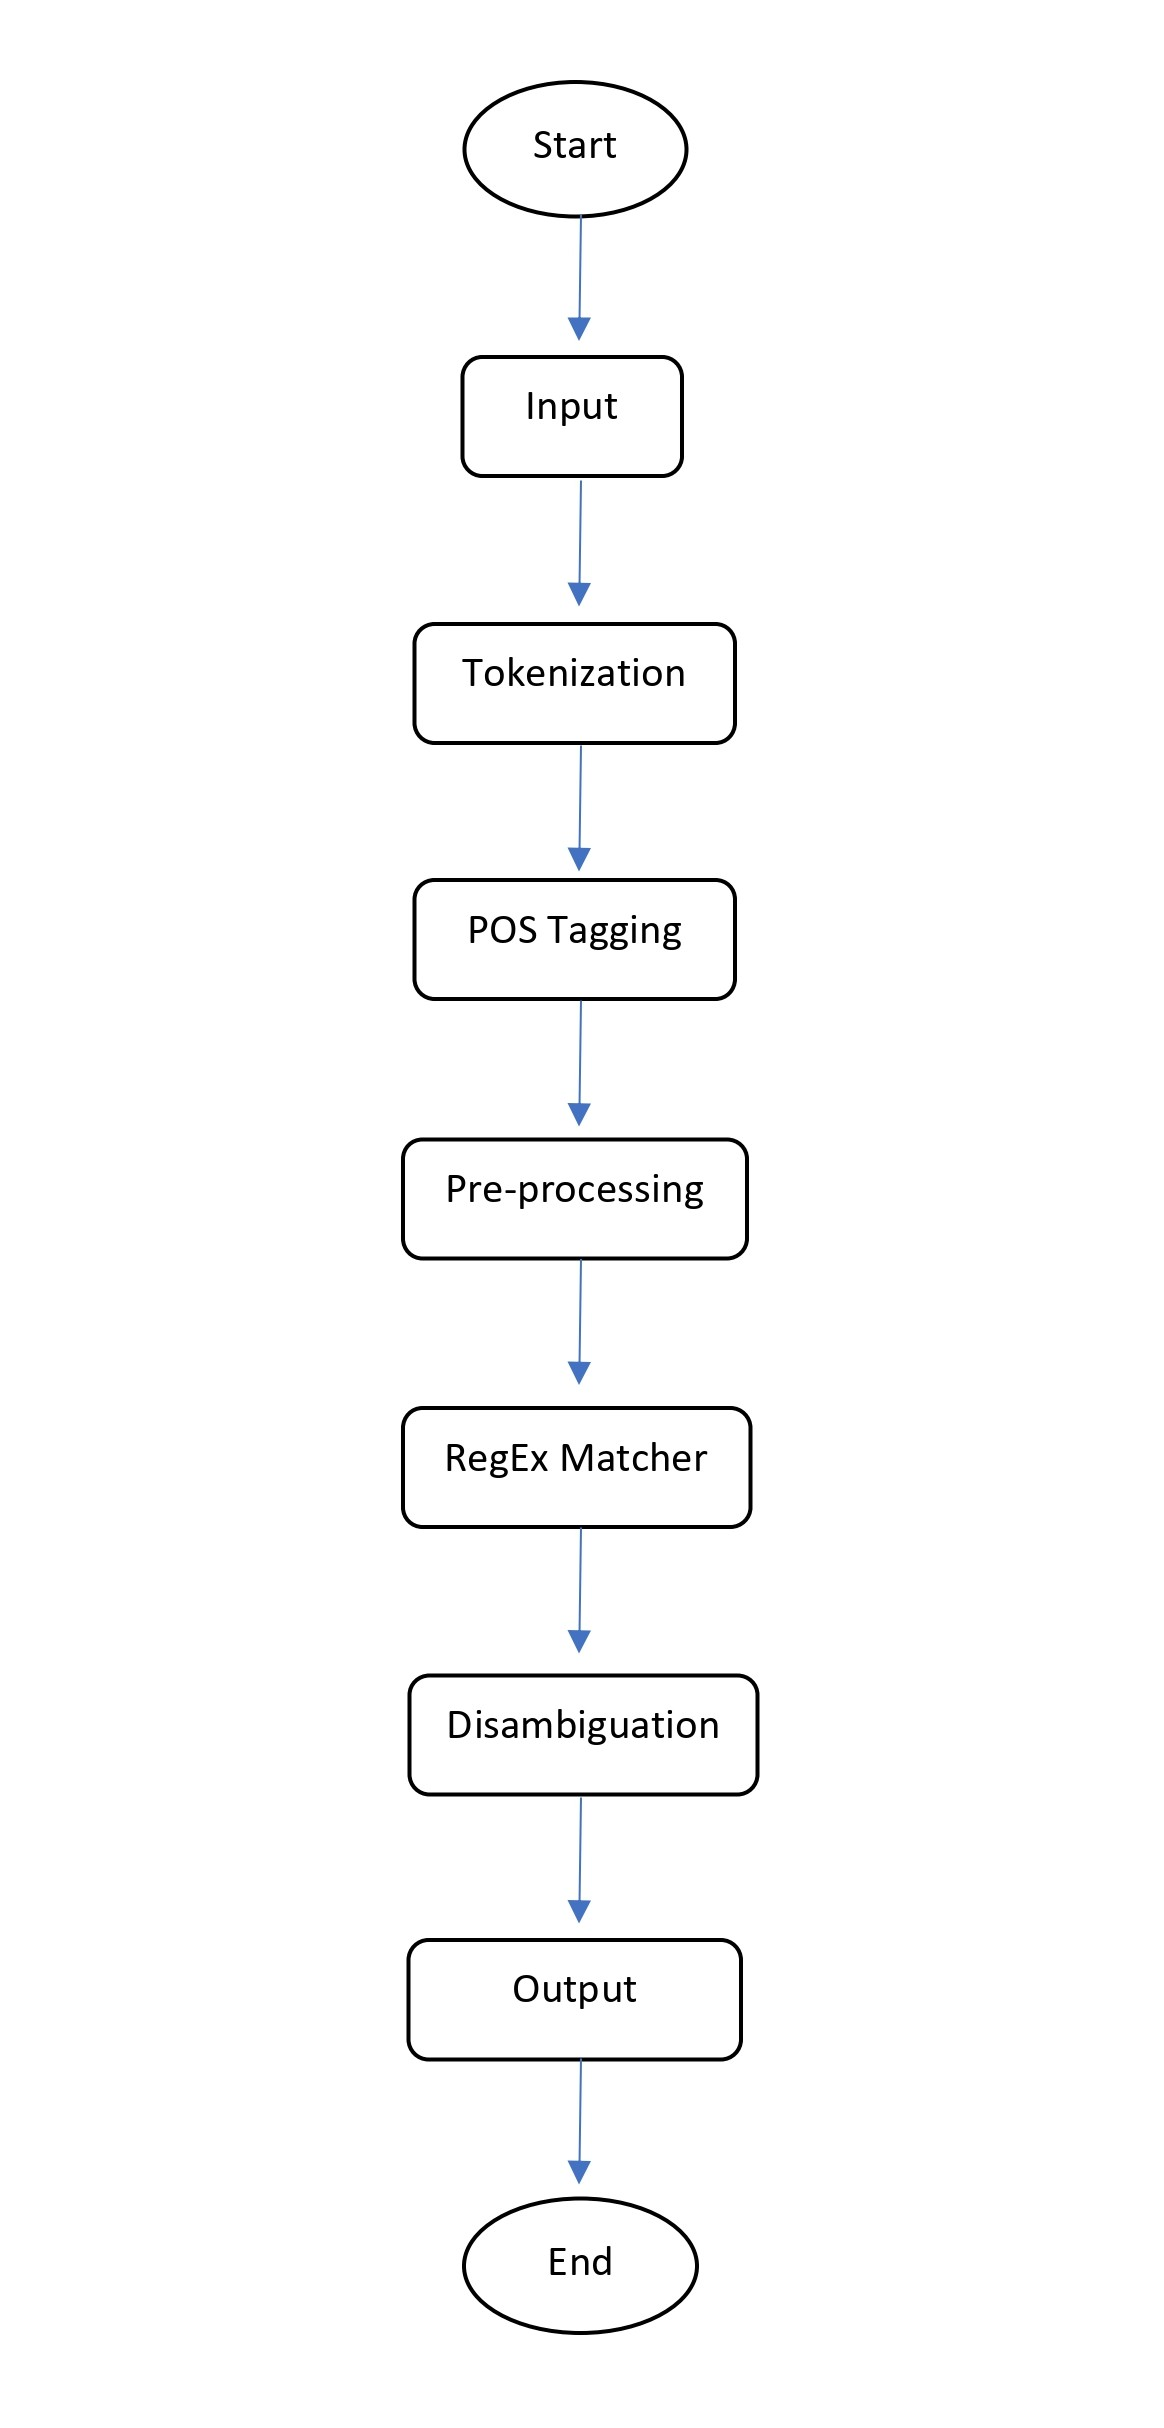 Start
Input
Tokenization
POS Tagging
Pre-processing
RegEx Matcher
Disambiguation
Output
End